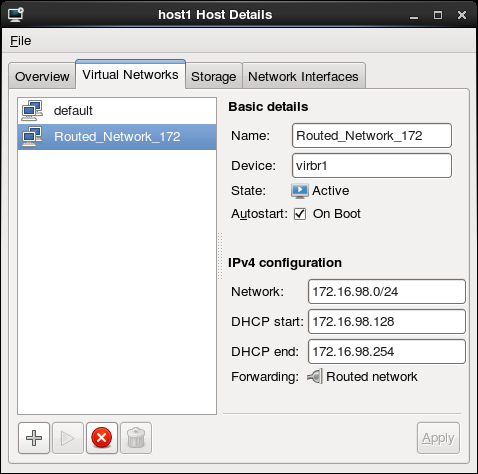 host1 Host Details
File
Overview Virtual Networks Storage Network Interfaces
default
Routed_Network_172
Basic details
Name: Routed_Network_172
Device: virbr1
State: Active
Autostart: On Boot
IPv4 configuration
Network: 172.16.98.0/24
DHCP start: 172.16.98.128
DHCP end: 172.16.98.254
Forwarding: Routed network
Apply